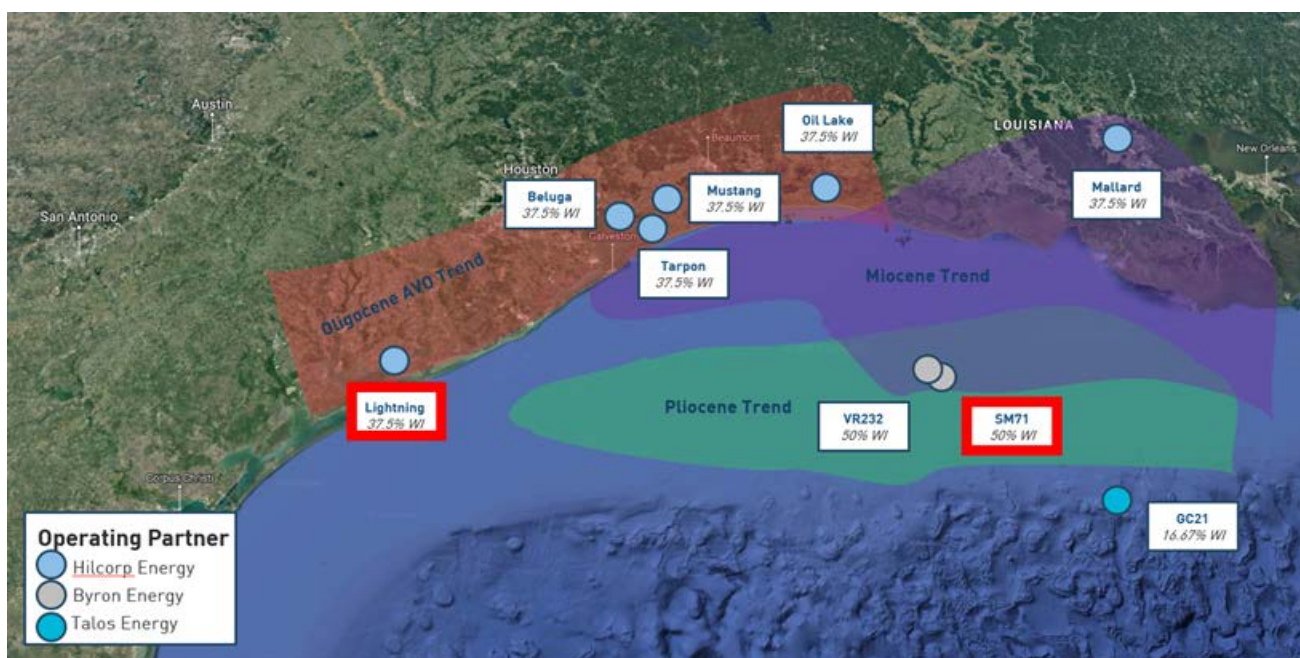 Austin
San Antonio
Houston
Beaumont
Galveston
Corpus Christi
LOUISIANA
New Orleans
Oil Lake
37.5% WI
Beluga
37.5% WI
Mustang
37.5% WI
Tarpon
37.5% WI
Mallard
37.5% WI
Oligocene AVO Trend
Miocene Trend
Pliocene Trend
Lightning
37.5% WI
VR232
50% WI
SM71
50% WI
GC21
16.67% WI
Operating Partner
Hilcorp Energy
Byron Energy
Talos Energy